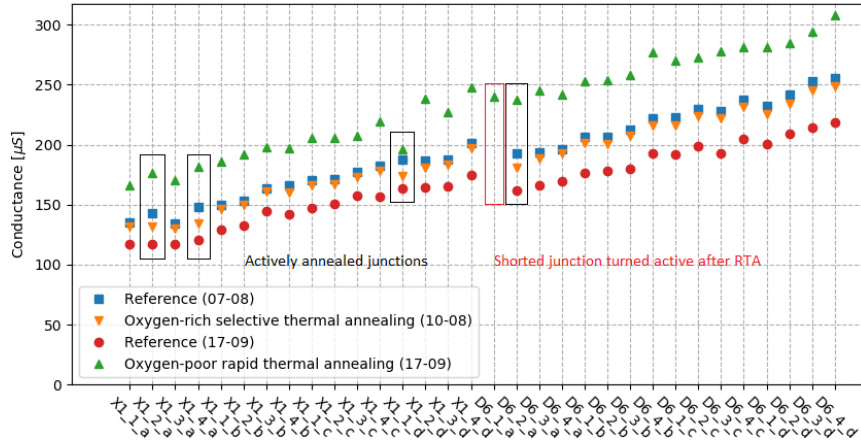 Conductance [μS]
300
250
200
150
100
50
0
Actively annealed junctions
Shorted junction turned active after RTA
Reference (07-08)
Oxygen-rich selective thermal annealing (10-08)
Reference (17-09)
Oxygen-poor rapid thermal annealing (17-09)
X1_1_a
X1_2_a
X1_3_a
X1_4_a
X1_1_b
X1_2_b
X1_3_b
X1_4_b
X1_1_c
X1_2_c
X1_3_c
X1_4_c
X1_1_d
X1_2_d
X1_3_d
X1_4_d
D6_1_a
D6_2_a
D6_3_a
D6_4_a
D6_1_b
D6_2_b
D6_3_b
D6_4_b
D6_1_c
D6_2_c
D6_3_c
D6_4_c
D6_1_d
D6_2_d
D6_3_d
D6_4_d